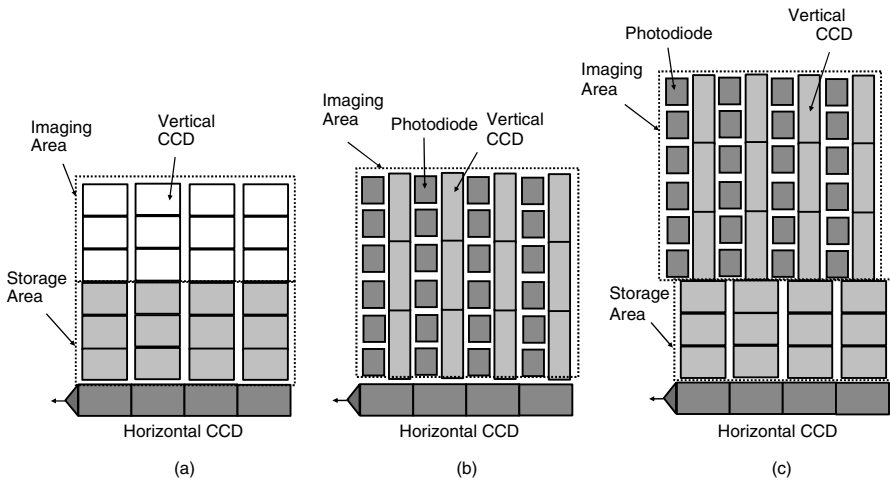 Imaging
Area
Vertical
CCD
Storage
Area
Horizontal CCD
(a)
Imaging
Area
Photodiode
Vertical
CCD
Horizontal CCD
(b)
Photodiode
Vertical
CCD
Imaging
Area
Storage
Area
Horizontal CCD
(c)